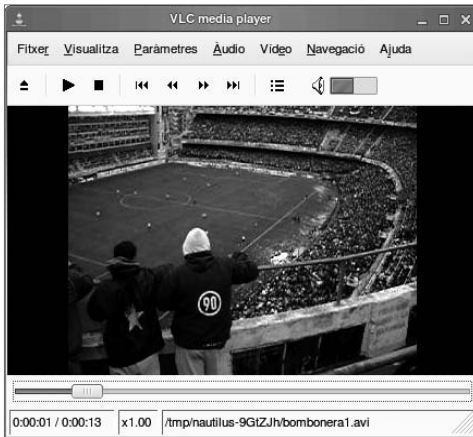 VLC media player
Fitxer Visualitza Paràmetres Àudio Vídeo Navegació Ajuda
90
0:00:01 / 0:00:13 x1.00 /tmp/nautilus-9GtZJh/bombonera1.avi